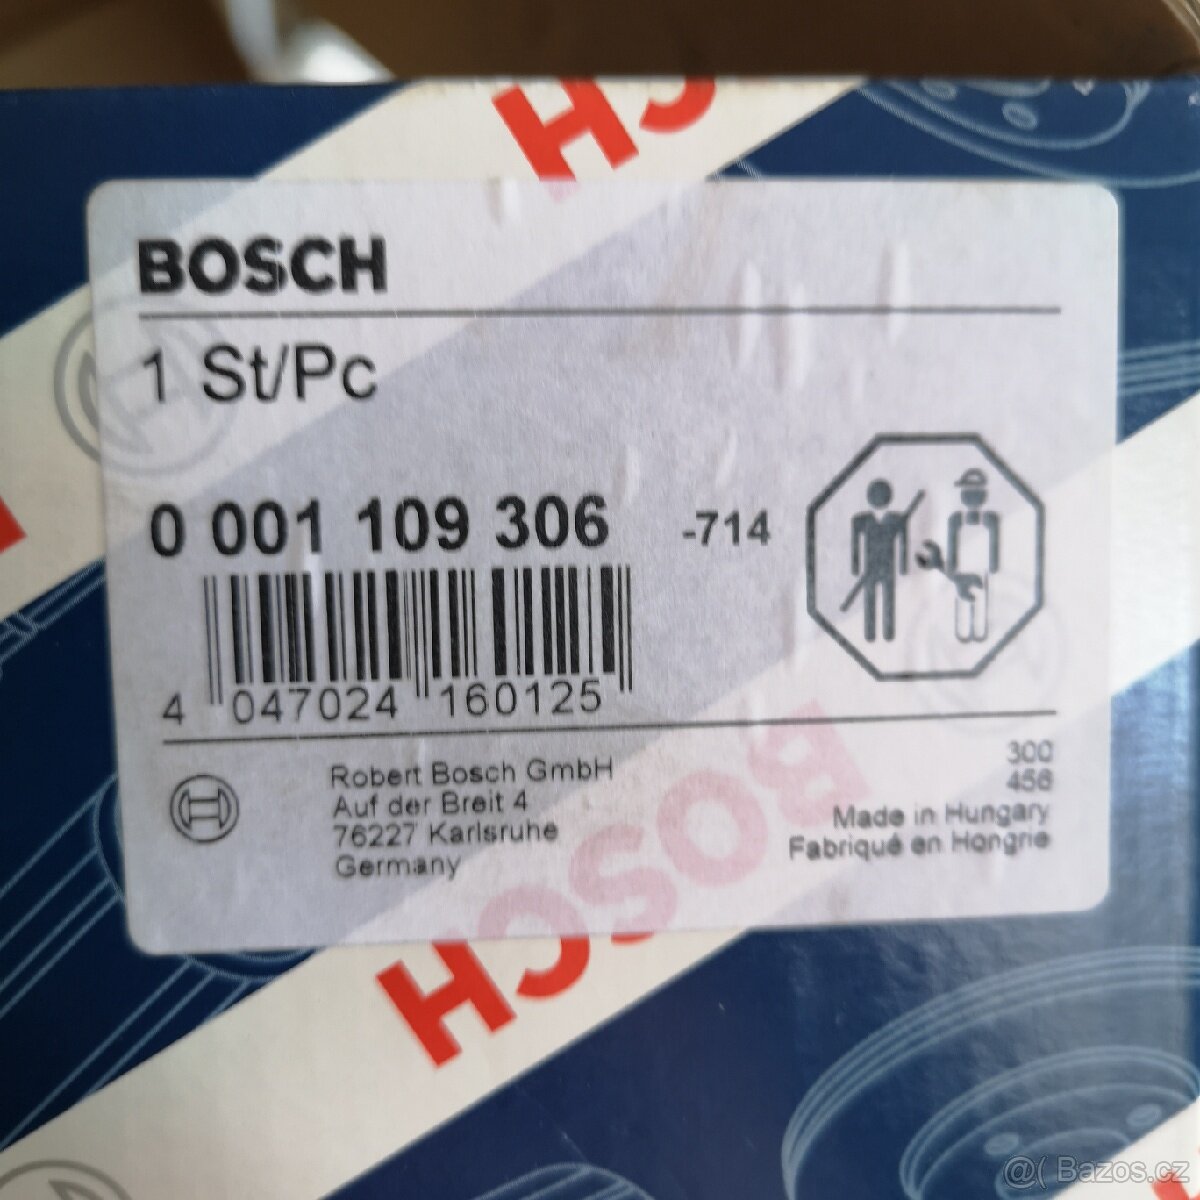 BOSCH
BOSCH
1 St/Pc
0 001 109 306 -714
4 047024 160125
Robert Bosch GmbH
Auf der Breit 4
76227 Karlsruhe
Germany
300
456
Made in Hungary
Fabriqué en Hongrie
BOSCH
Bazos.cz